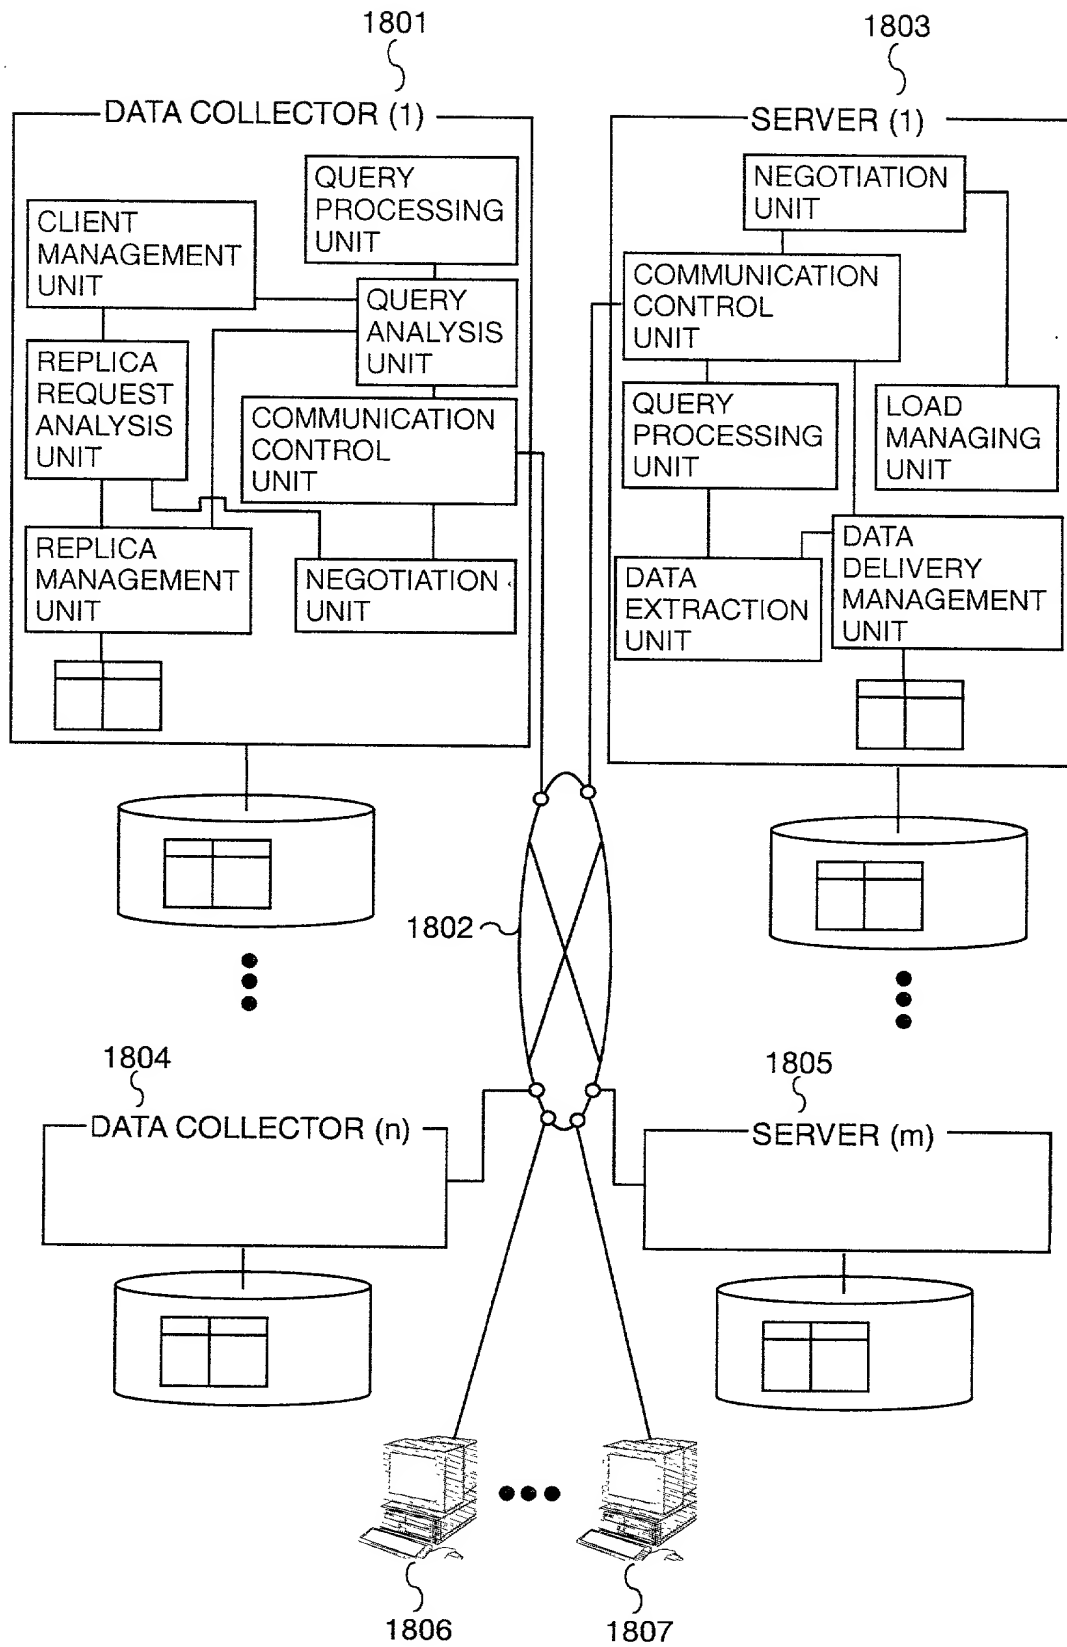 1801
1803
DATA COLLECTOR (1)
SERVER (1)
QUERY
PROCESSING
UNIT
CLIENT
MANAGEMENT
UNIT
QUERY
ANALYSIS
UNIT
REPLICA
REQUEST
ANALYSIS
UNIT
COMMUNICATION
CONTROL
UNIT
REPLICA
MANAGEMENT
UNIT
NEGOTIATION
UNIT
NEGOTIATION
UNIT
COMMUNICATION
CONTROL
UNIT
QUERY
PROCESSING
UNIT
LOAD
MANAGING
UNIT
DATA
EXTRACTION
UNIT
DATA
DELIVERY
MANAGEMENT
UNIT
1802
1804
DATA COLLECTOR (n)
1805
SERVER (m)
1806
1807